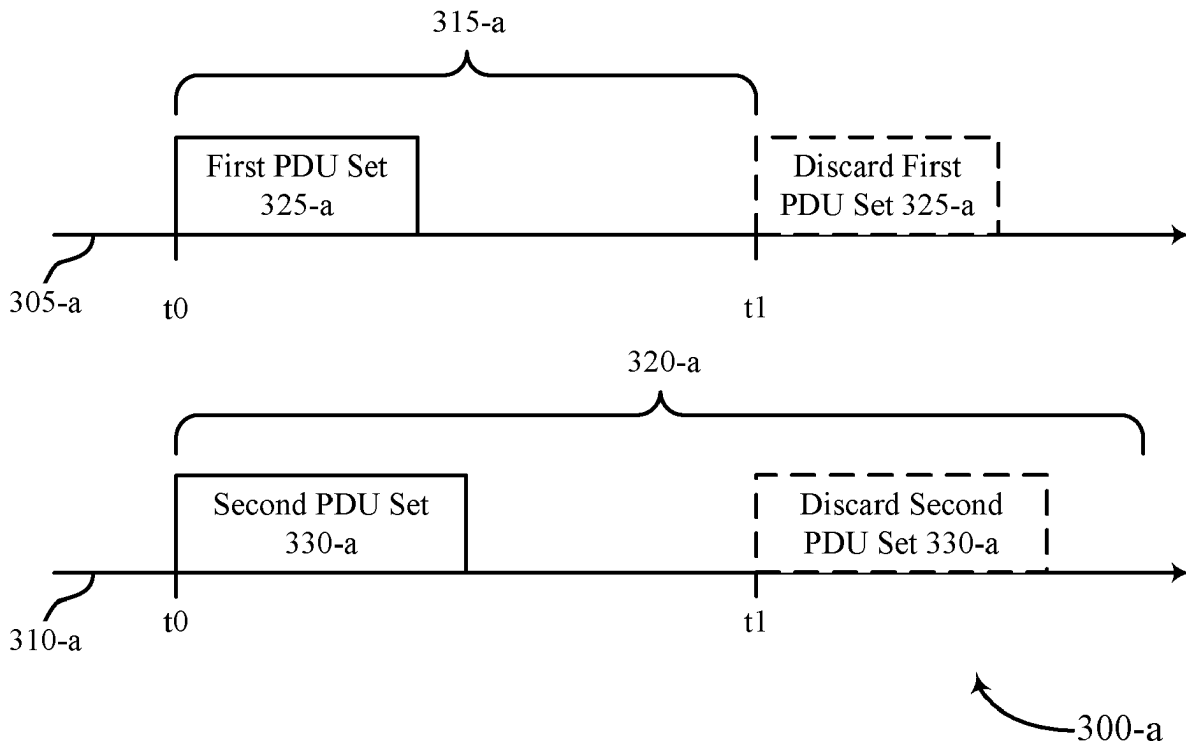 315-a
First PDU Set
325-a
Discard First
PDU Set 325-a
305-a
t0
t1
320-a
Second PDU Set
330-a
Discard Second
PDU Set 330-a
310-a
t0
t1
300-a